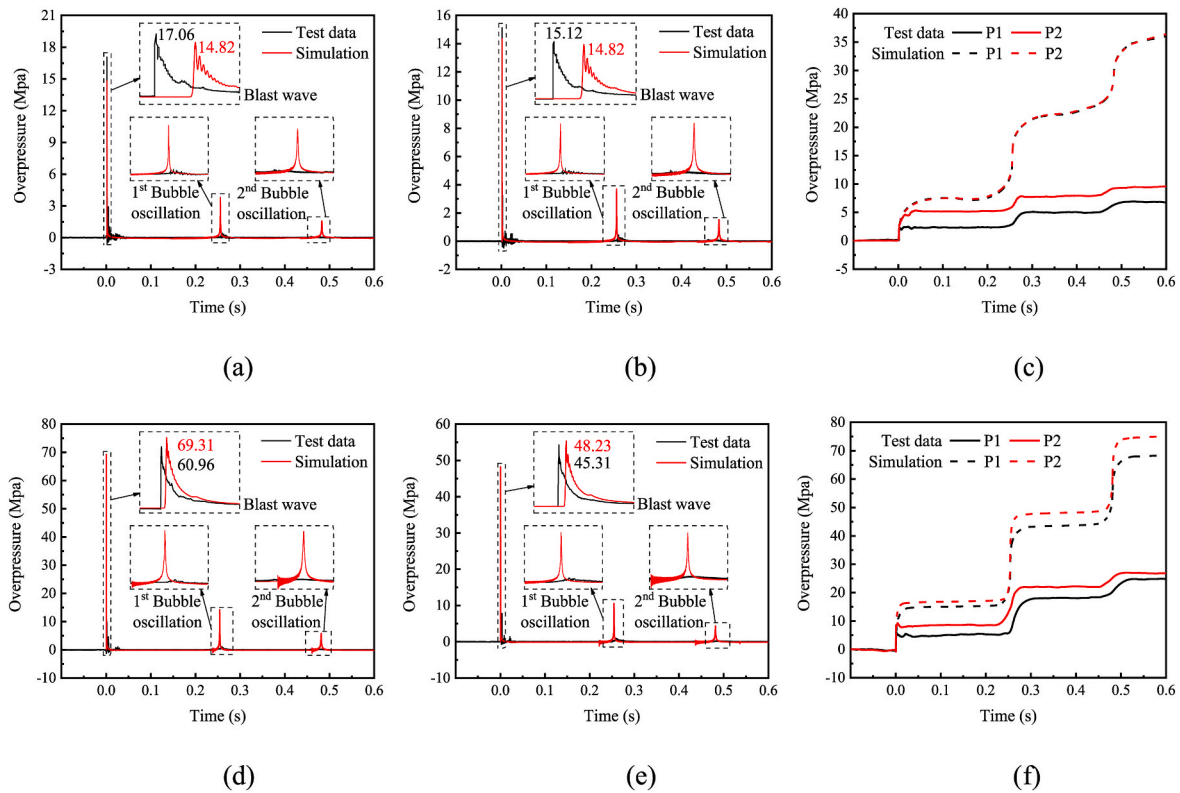 Overpressure (Mpa)
21
18
15
12
9
6
3
0
-3
17.06
14.82
Test data
Simulation
Blast wave
1st Bubble
oscillation
2nd Bubble
oscillation
-0.1 0.0 0.1 0.2 0.3 0.4 0.5 0.6
Time (s)
(a)
Overpressure (Mpa)
16
14
12
10
8
6
4
2
0
-2
15.12
14.82
Test data
Simulation
Blast wave
1st Bubble
oscillation
2nd Bubble
oscillation
-0.1 0.0 0.1 0.2 0.3 0.4 0.5 0.6
Time (s)
(b)
Overpressure (Mpa)
40
35
30
25
20
15
10
5
0
25
Test data P1 P2
Simulation P1 P2
0.0 0.1 0.2 0.3 0.4 0.5 0.6
Time (s)
(c)
Overpressure (Mpa)
80
70
60
50
40
30
20
10
0
-10
69.31
60.96
Test data
Simulation
Blast wave
1st Bubble
oscillation
2nd Bubble
oscillation
-0.1 0.0 0.1 0.2 0.3 0.4 0.5 0.6
Time (s)
(d)
Overpressure (Mpa)
60
50
40
30
20
10
0
-10
48.23
45.31
Test data
Simulation
Blast wave
1st Bubble
oscillation
2nd Bubble
oscillation
-0.1 0.0 0.1 0.2 0.3 0.4 0.5 0.6
Time (s)
(e)
Overpressure (Mpa)
80
70
60
50
40
30
20
10
0
-10
Test data P1 P2
Simulation P1 P2
0.0 0.1 0.2 0.3 0.4 0.5 0.6
Time (s)
(f)